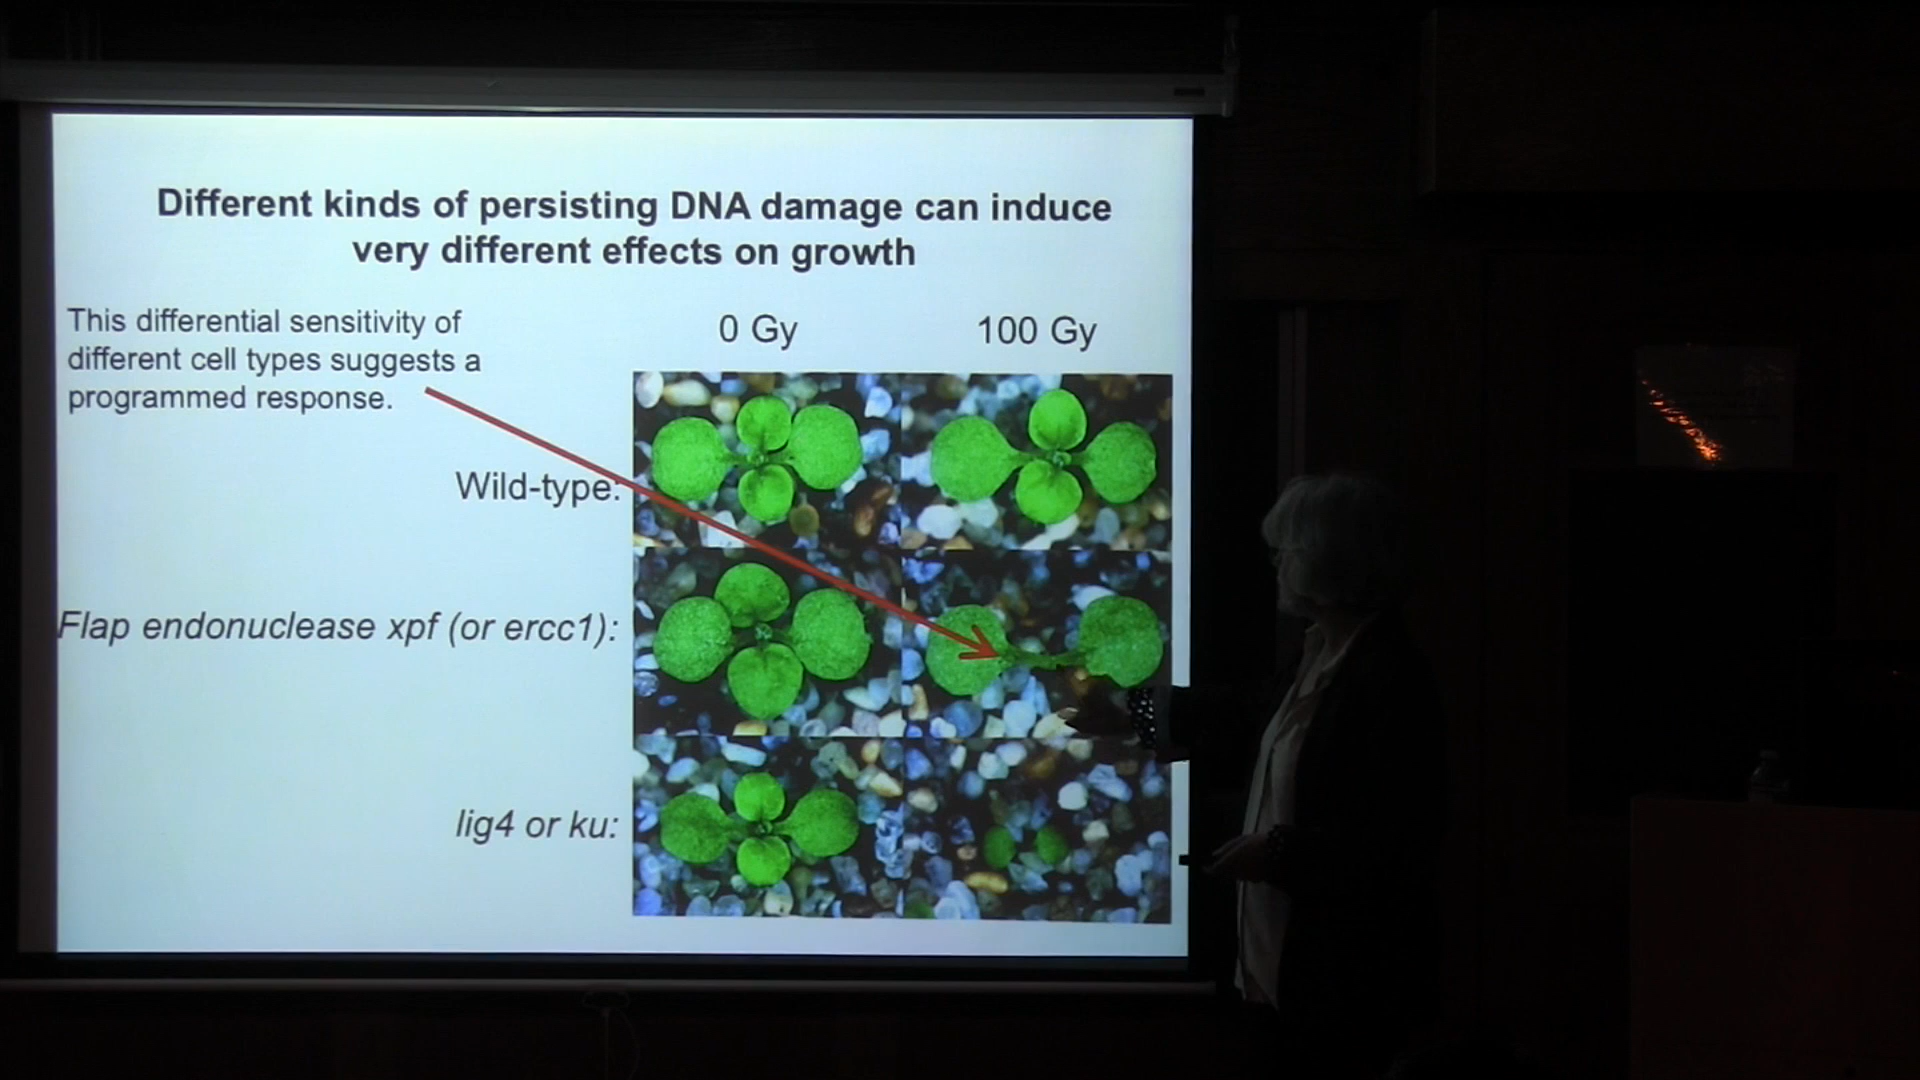 Different kinds of persisting DNA damage can induce
very different effects on growth
This differential sensitivity of
different cell types suggests a
programmed response.
0 Gy
100 Gy
Wild-type:
Flap endonuclease xpf (or ercc1):
lig4 or ku: